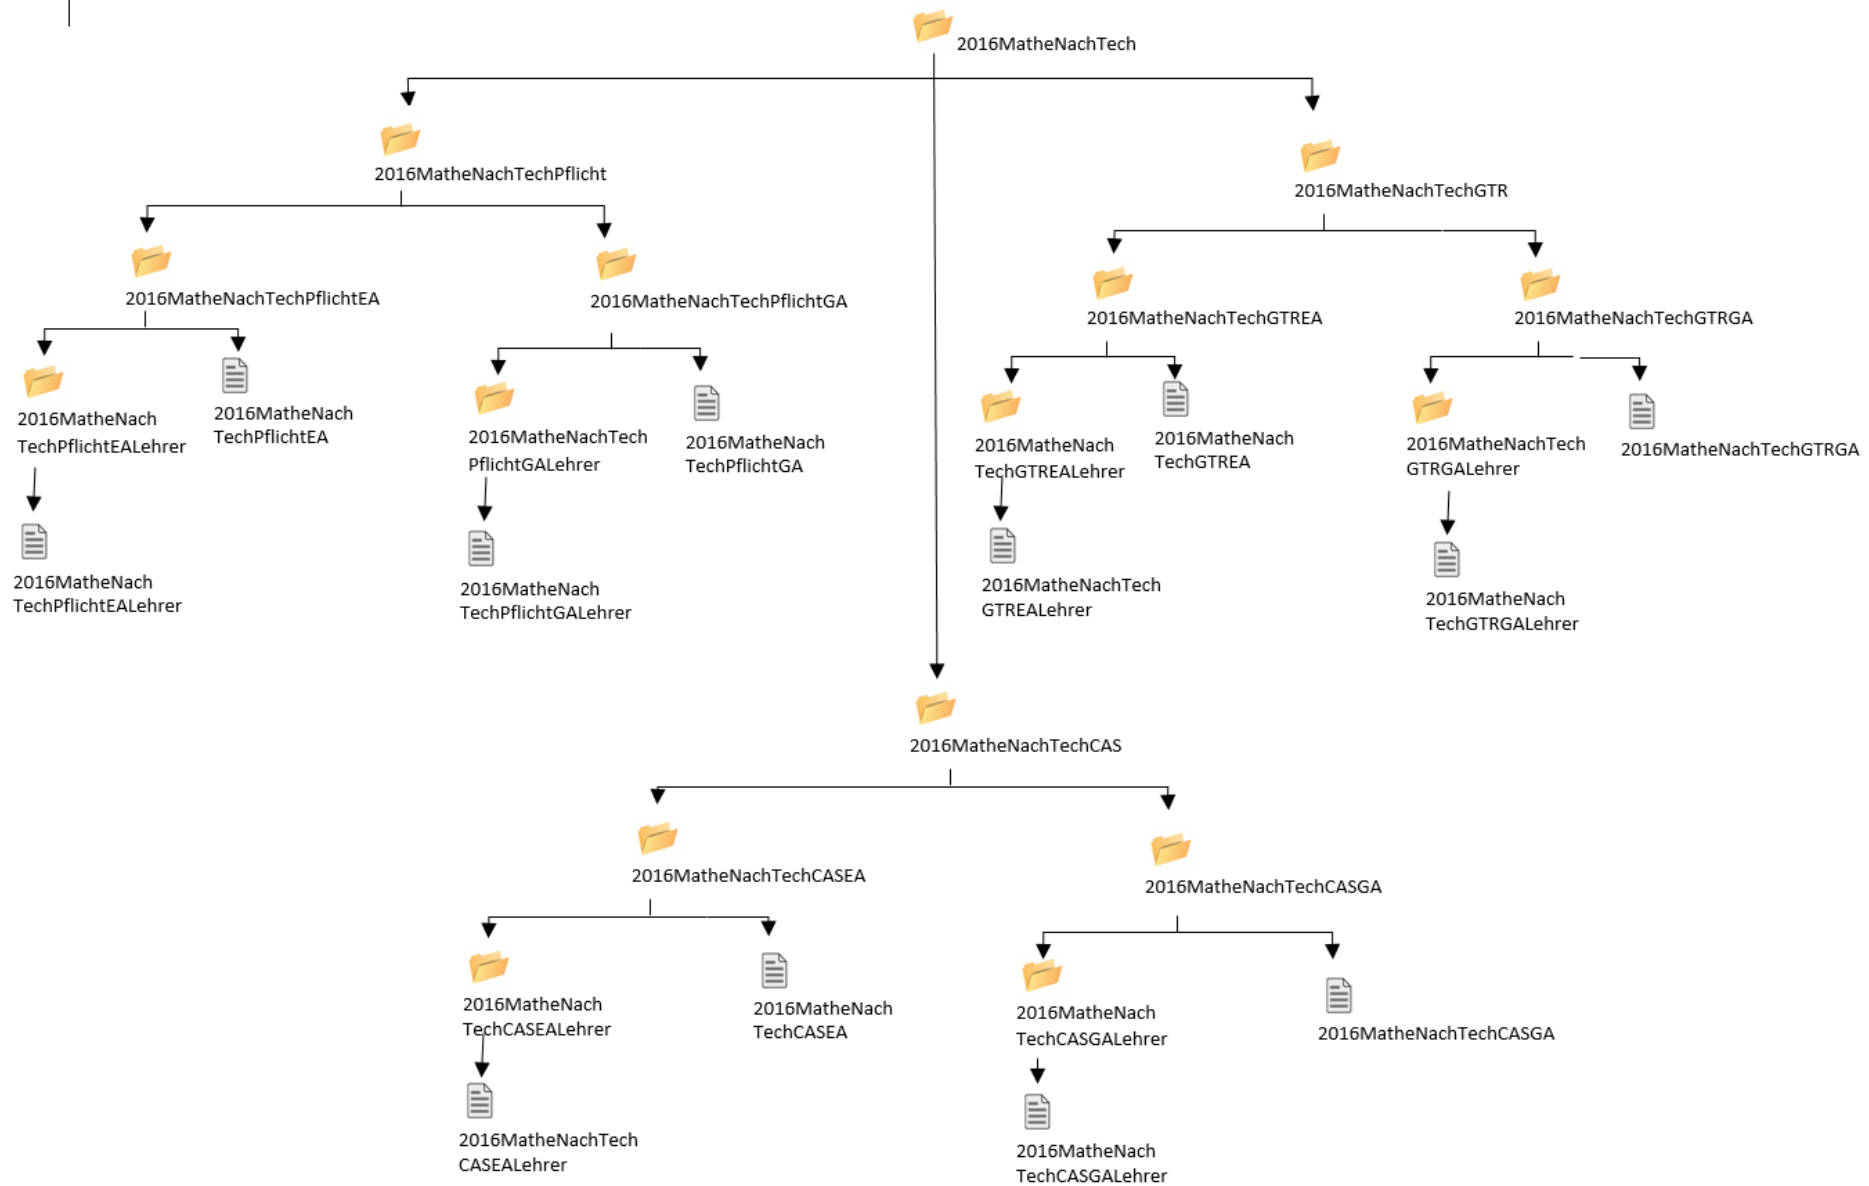 2016MatheNachTech
2016MatheNachTechPflicht
2016MatheNachTechGTR
2016MatheNachTechPflichtEA
2016MatheNachTechPflichtGA
2016MatheNachTechGTREA
2016MatheNachTechGTRGA
2016MatheNach
TechPflichtEALehrer
2016MatheNach
TechPflichtEA
2016MatheNachTech
PflichtGALehrer
2016MatheNach
TechPflichtGA
2016MatheNach
TechGTREALehrer
2016MatheNach
TechGTREA
2016MatheNachTech
GTRGALehrer
2016MatheNachTechGTRGA
2016MatheNach
TechPflichtEALehrer
2016MatheNach
TechPflichtGALehrer
2016MatheNachTech
GTREALehrer
2016MatheNach
TechGTRGALehrer
2016MatheNachTechCAS
2016MatheNachTechCASEA
2016MatheNachTechCASGA
2016MatheNach
TechCASEALehrer
2016MatheNach
TechCASEA
2016MatheNach
TechCASGALehrer
2016MatheNachTechCASGA
2016MatheNachTech
CASEALehrer
2016MatheNach
TechCASGALehrer